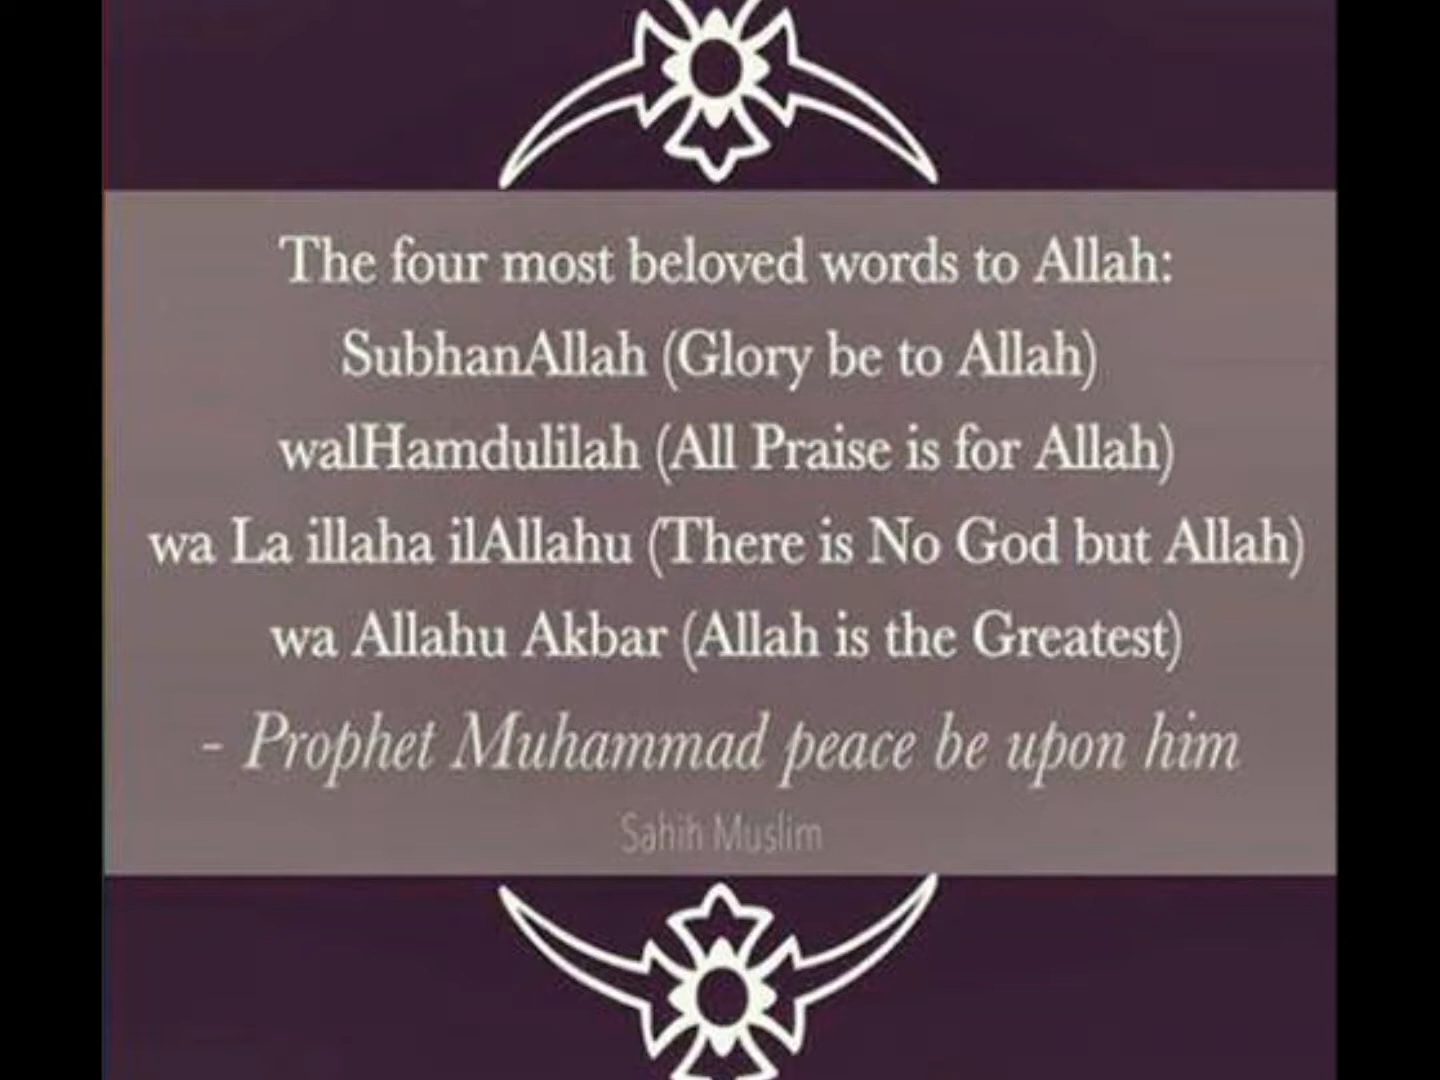 The four most beloved words to Allah:
SubhanAllah (Glory be to Allah)
walHamdulilah (All Praise is for Allah)
wa La illaha ilAllahu (There is No God but Allah)
wa Allahu Akbar (Allah is the Greatest)
- Prophet Muhammad peace be upon him
Sahih Muslim